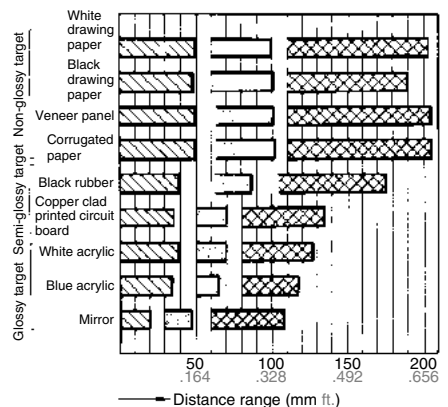 Non-glossy target
Semi-glossy target
Glossy target
White
drawing
paper
Black
drawing
paper
Veneer panel
Corrugated
paper
Black rubber
Copper clad
printed circuit
board
White acrylic
Blue acrylic
Mirror
50 100 150 200
.164 .328 .492 .656
Distance range (mm ft.)